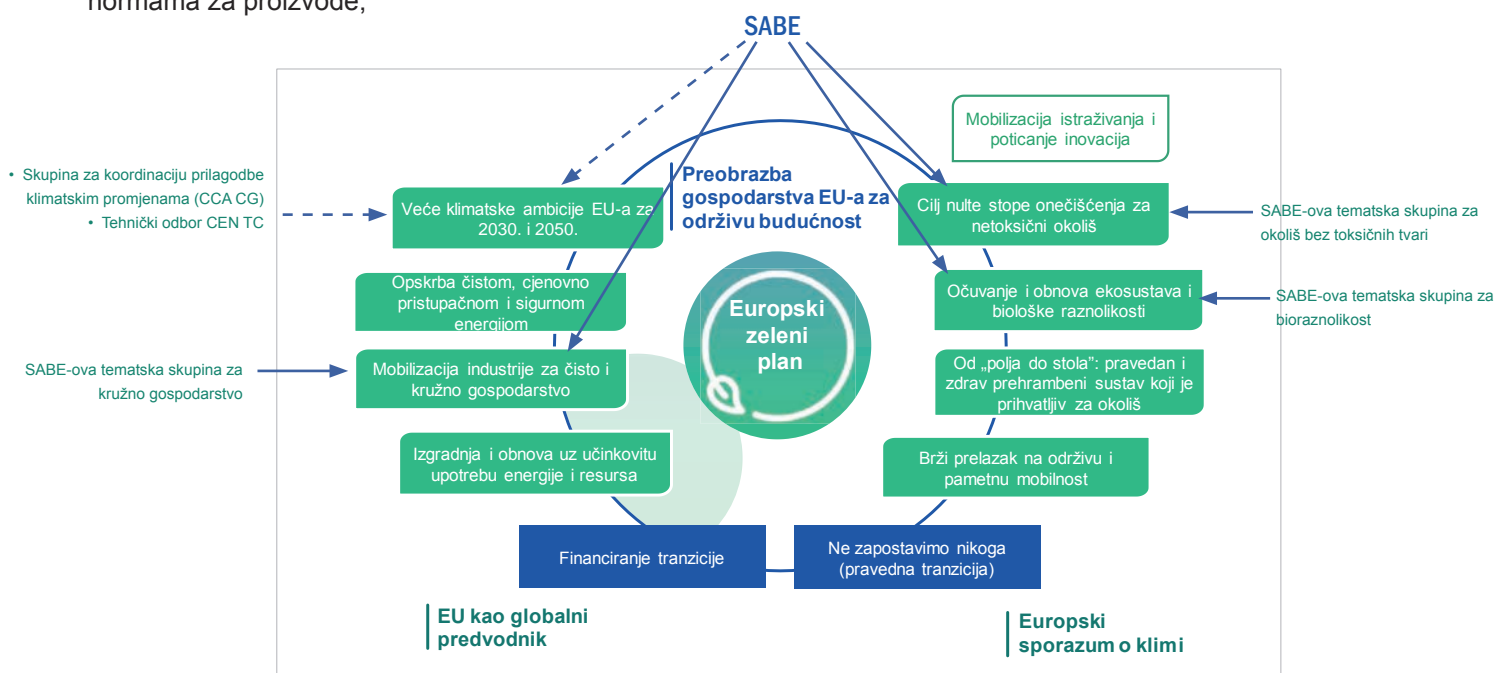 normama za proizvode;
SABE
Mobilizacija istraživanja i
poticanje inovacija
• Skupina za koordinaciju prilagodbe
klimatskim promjenama (CCA CG)
• Tehnički odbor CEN TC
Veće klimatske ambicije EU-a za
2030. i 2050.
Preobrazba
gospodarstva EU-a za
održivu budućnost
Cilj nulte stope onečišćenja za
netoksični okoliš
SABE-ova tematska skupina za
okoliš bez toksičnih tvari
Opskrba čistom, cjenovno
pristupačnom i sigurnom
energijom
Europski
zeleni
plan
Očuvanje i obnova ekosustava i
biološke raznolikosti
SABE-ova tematska skupina za
bioraznolikost
SABE-ova tematska skupina za
kružno gospodarstvo
Mobilizacija industrije za čisto i
kružno gospodarstvo
Od „polja do stola”: pravedan i
zdrav prehrambeni sustav koji je
prihvatljiv za okoliš
Izgradnja i obnova uz učinkovitu
upotrebu energije i resursa
Brži prelazak na održivu i
pametnu mobilnost
Financiranje tranzicije
Ne zapostavimo nikoga
(pravedna tranzicija)
EU kao globalni
predvodnik
Europski
sporazum o klimi